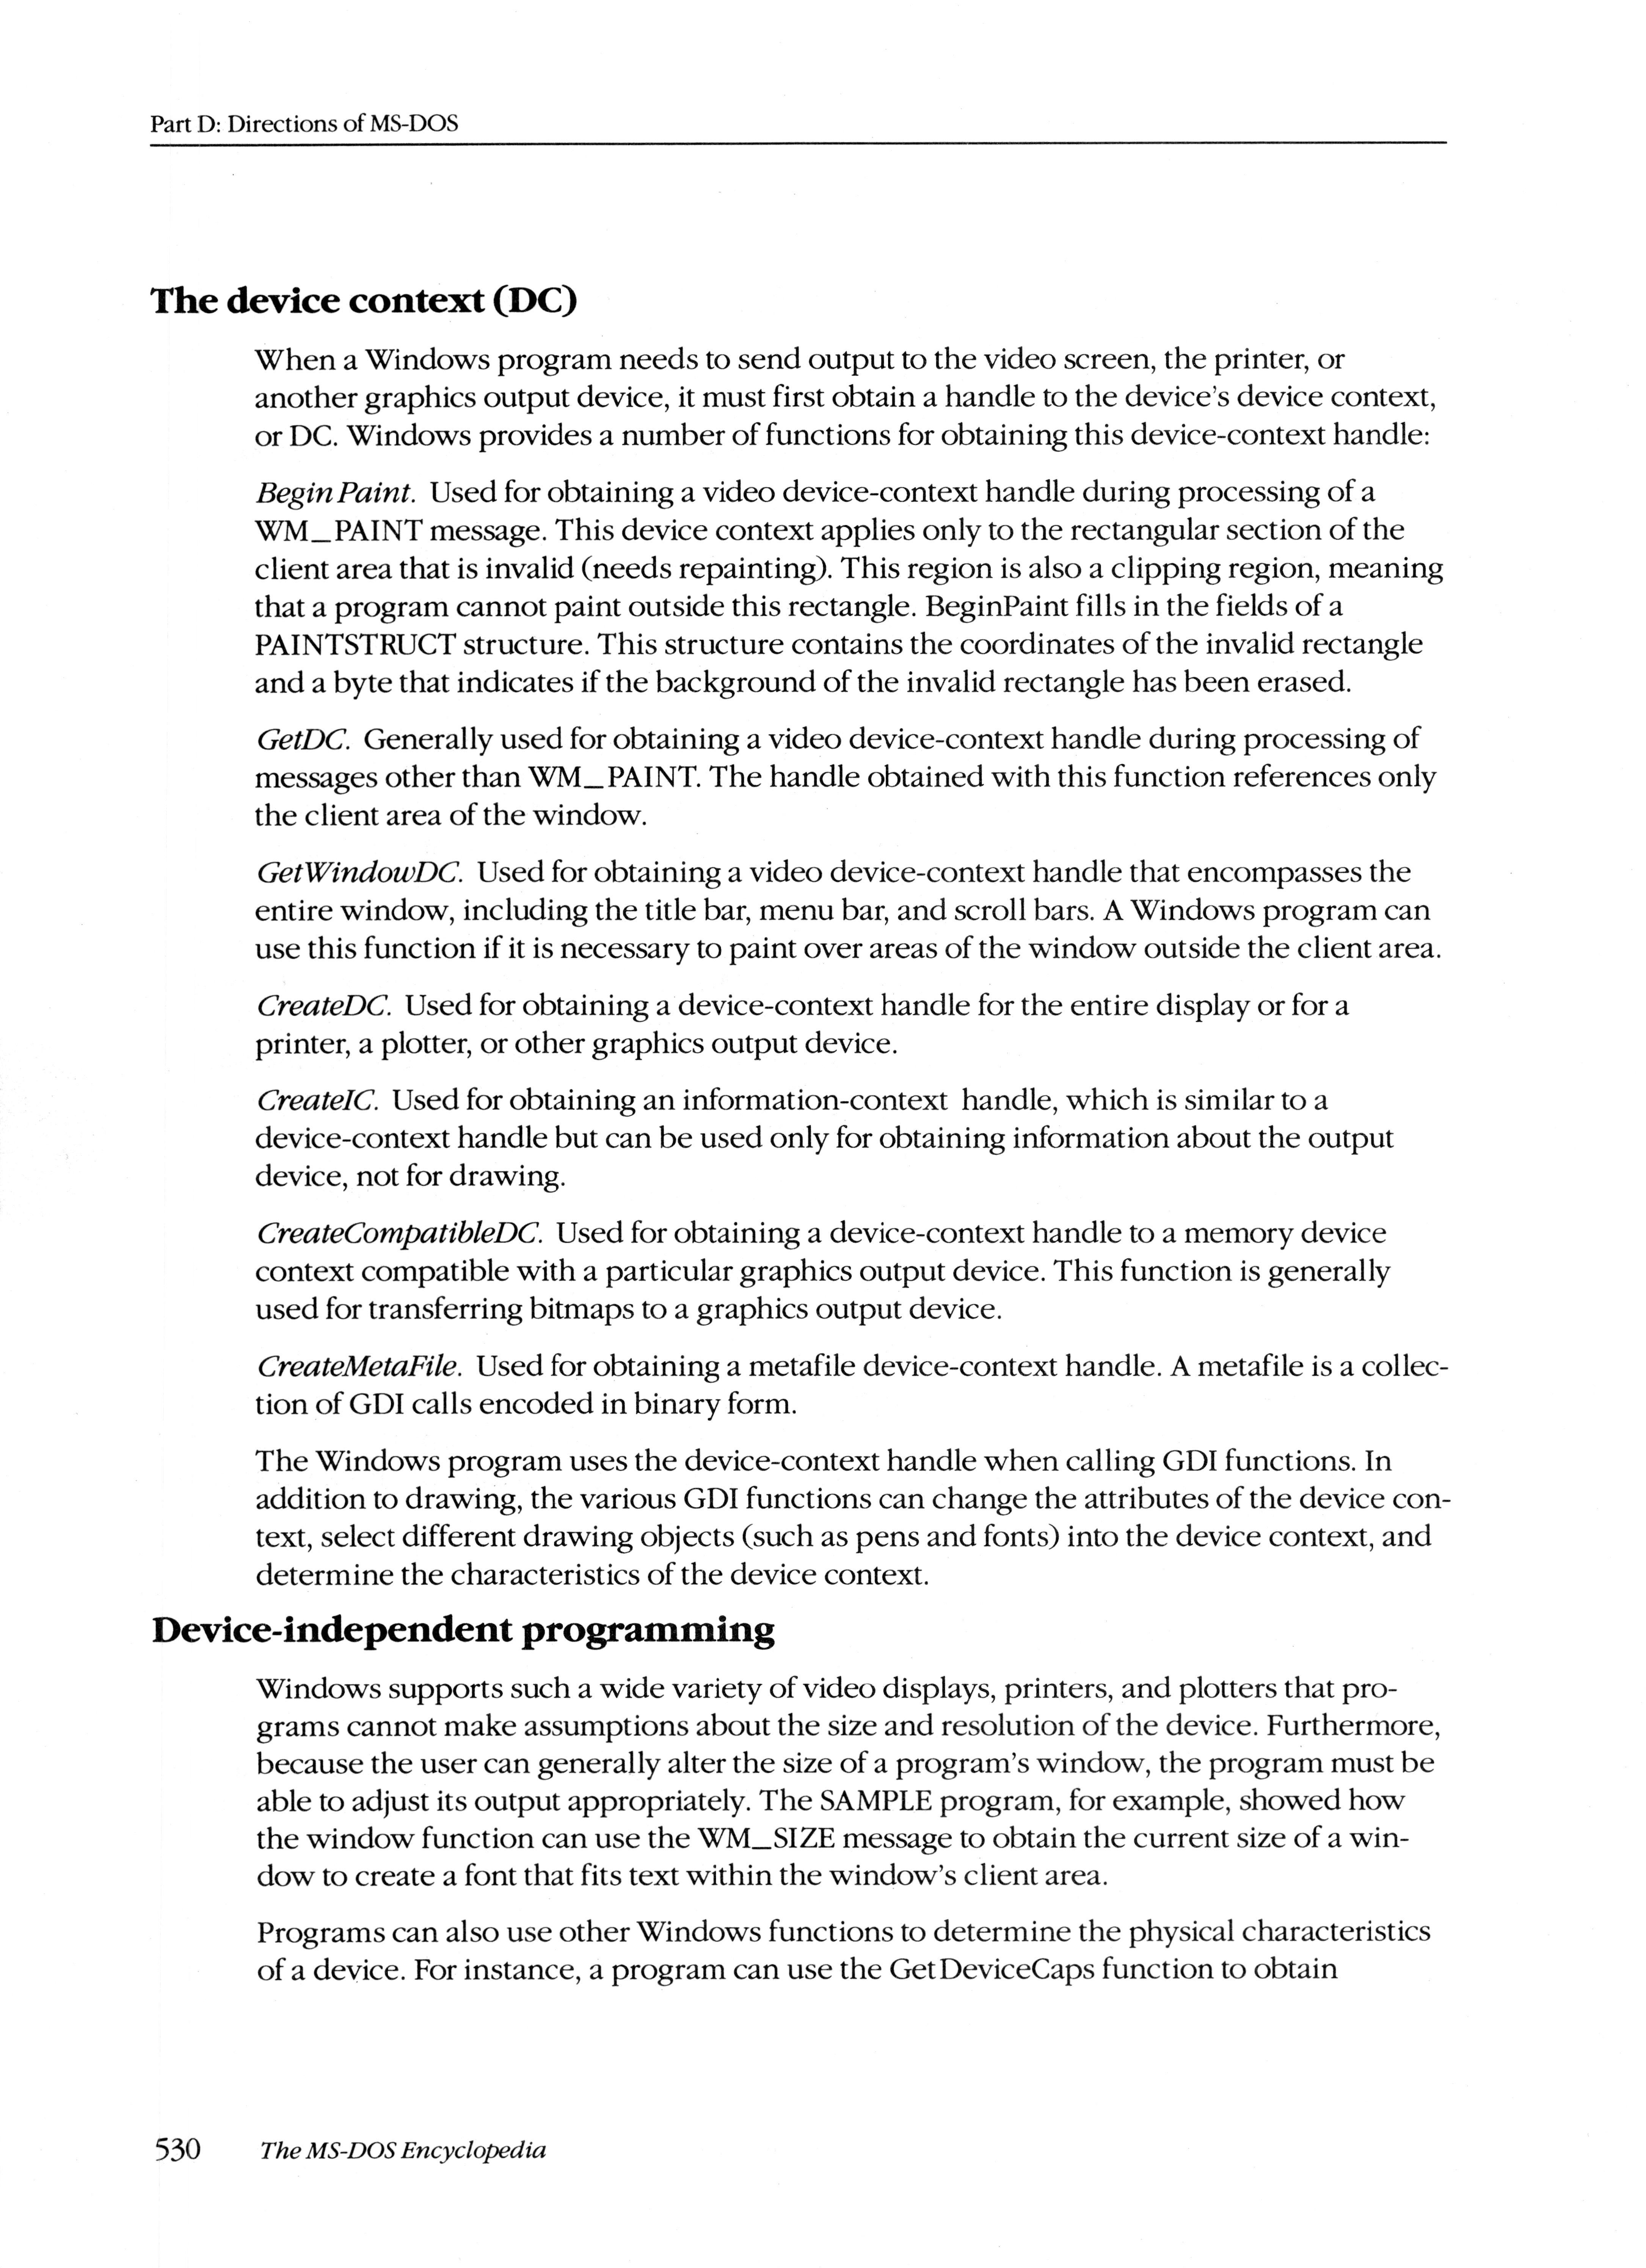 Part D: Directions of MS-DOS
The device context (DC)
When a Windows program needs to send output to the video screen, the printer, or
another graphics output device, it must first obtain a handle to the device's device context,
or DC. Windows provides a number of functions for obtaining this device-context handle:
BeginPaint. Used for obtaining a video device-context handle during processing of a
WM_PAINT message. This device context applies only to the rectangular section of the
client area that is invalid (needs repainting). This region is also a clipping region, meaning
that a program cannot paint outside this rectangle. BeginPaint fills in the fields of a
PAINTSTRUCT structure. This structure contains the coordinates of the invalid rectangle
and a byte that indicates if the background of the invalid rectangle has been erased.
GetDC. Generally used for obtaining a video device-context handle during processing of
messages other than WM_PAINT. The handle obtained with this function references only
the client area of the window.
GetWindowDC. Used for obtaining a video device-context handle that encompasses the
entire window, including the title bar, menu bar, and scroll bars. A Windows program can
use this function if it is necessary to paint over areas of the window outside the client area.
CreateDC. Used for obtaining a device-context handle for the entire display or for a
printer, a plotter, or other graphics output device.
CreateIC. Used for obtaining an information-context handle, which is similar to a
device-context handle but can be used only for obtaining information about the output
device, not for drawing.
CreateCompatibleDC. Used for obtaining a device-context handle to a memory device
context compatible with a particular graphics output device. This function is generally
used for transferring bitmaps to a graphics output device.
CreateMetaFile. Used for obtaining a metafile device-context handle. A metafile is a collec-
tion of GDI calls encoded in binary form.
The Windows program uses the device-context handle when calling GDI functions. In
addition to drawing, the various GDI functions can change the attributes of the device con-
text, select different drawing objects (such as pens and fonts) into the device context, and
determine the characteristics of the device context.
Device-independent programming
Windows supports such a wide variety of video displays, printers, and plotters that pro-
grams cannot make assumptions about the size and resolution of the device. Furthermore,
because the user can generally alter the size of a program's window, the program must be
able to adjust its output appropriately. The SAMPLE program, for example, showed how
the window function can use the WM_SIZE message to obtain the current size of a win-
dow to create a font that fits text within the window's client area.
Programs can also use other Windows functions to determine the physical characteristics
of a device. For instance, a program can use the GetDeviceCaps function to obtain
530 The MS-DOS Encyclopedia